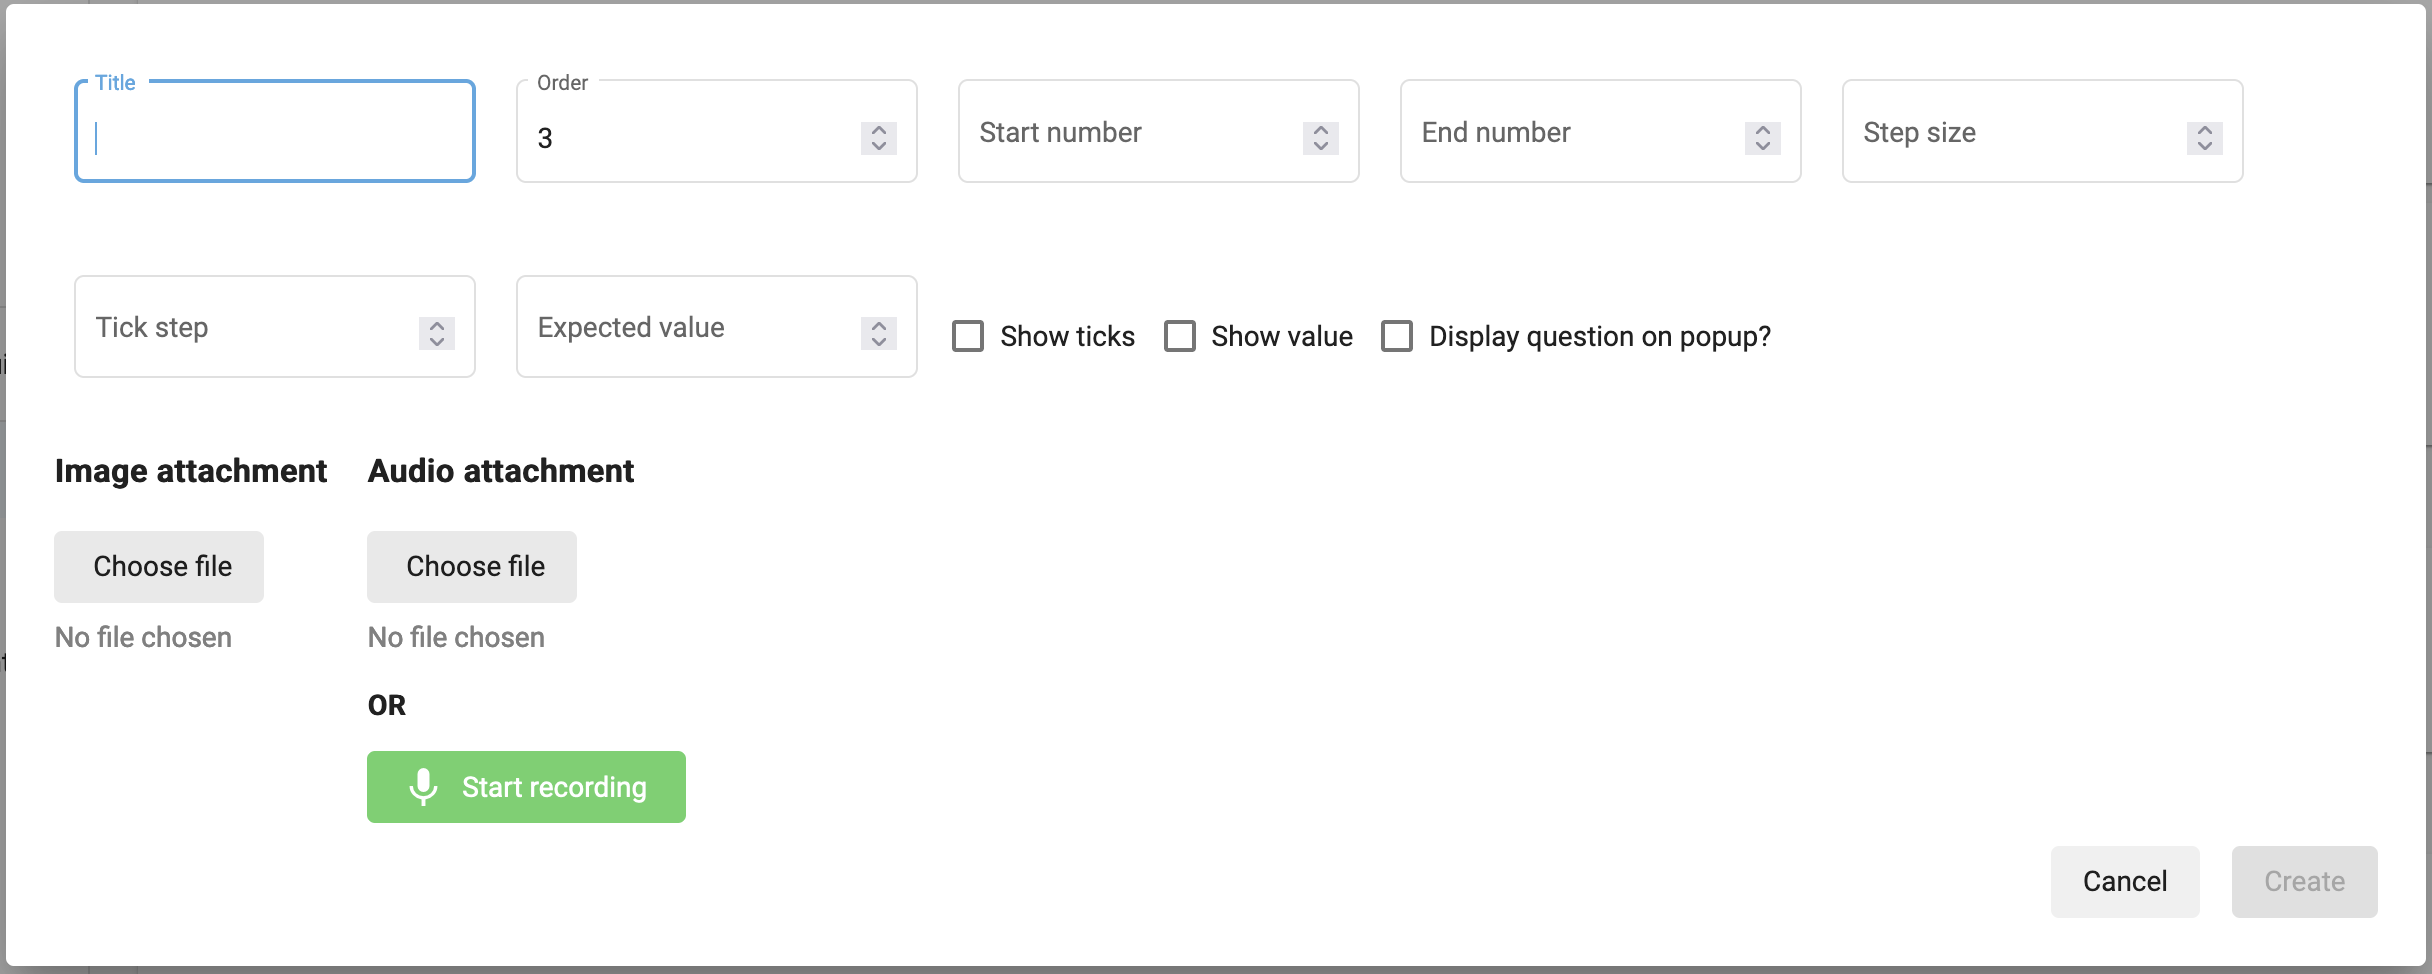 Title
Order
3
Start number
End number
Step size
Tick step
Expected value
Show ticks
Show value
Display question on popup?
Image attachment
Audio attachment
Choose file
Choose file
No file chosen
No file chosen
OR
Start recording
Cancel
Create